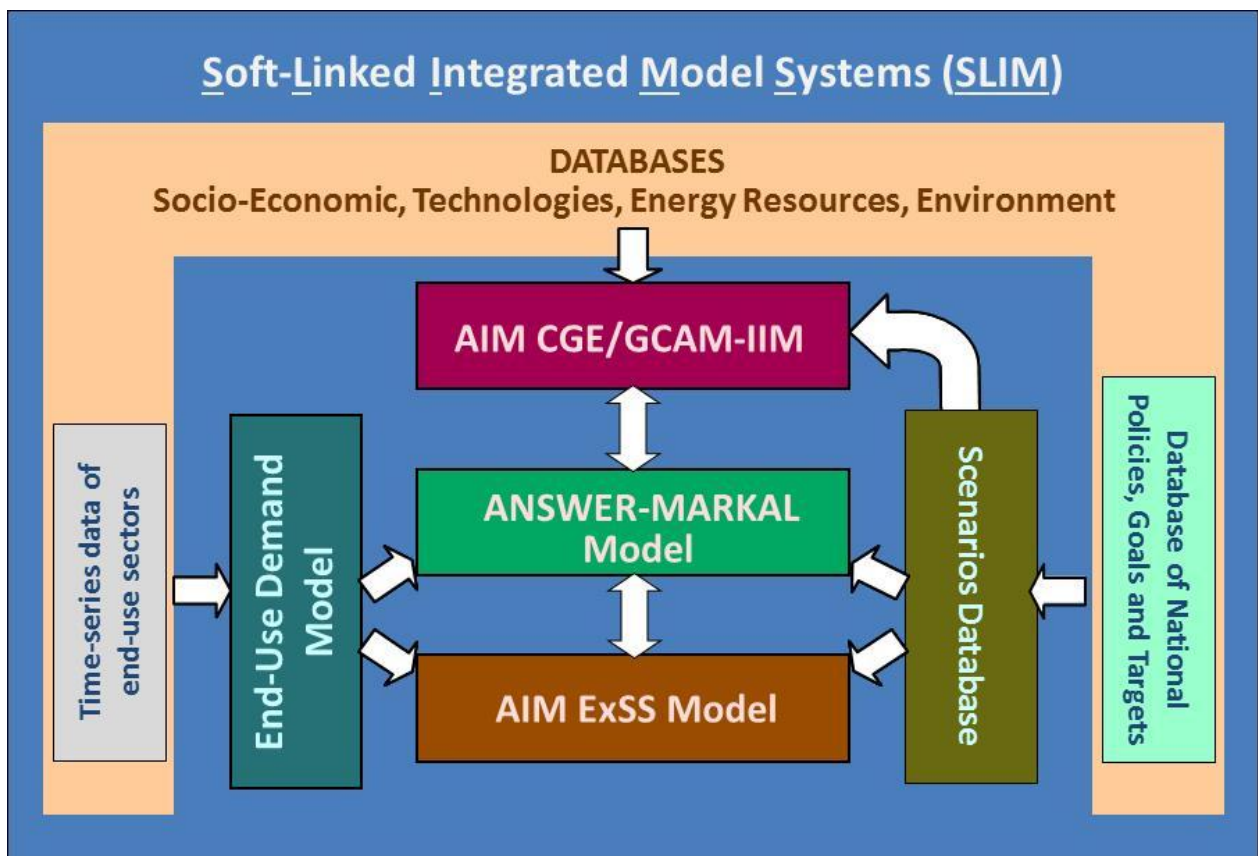 Soft-Linked Integrated Model Systems (SLIM)
DATABASES
Socio-Economic, Technologies, Energy Resources, Environment
AIM CGE/GCAM-IIM
Time-series data of
end-use sectors
End-Use Demand
Model
ANSWER-MARKAL
Model
AIM ExSS Model
Scenarios Database
Database of National
Policies, Goals and Targets